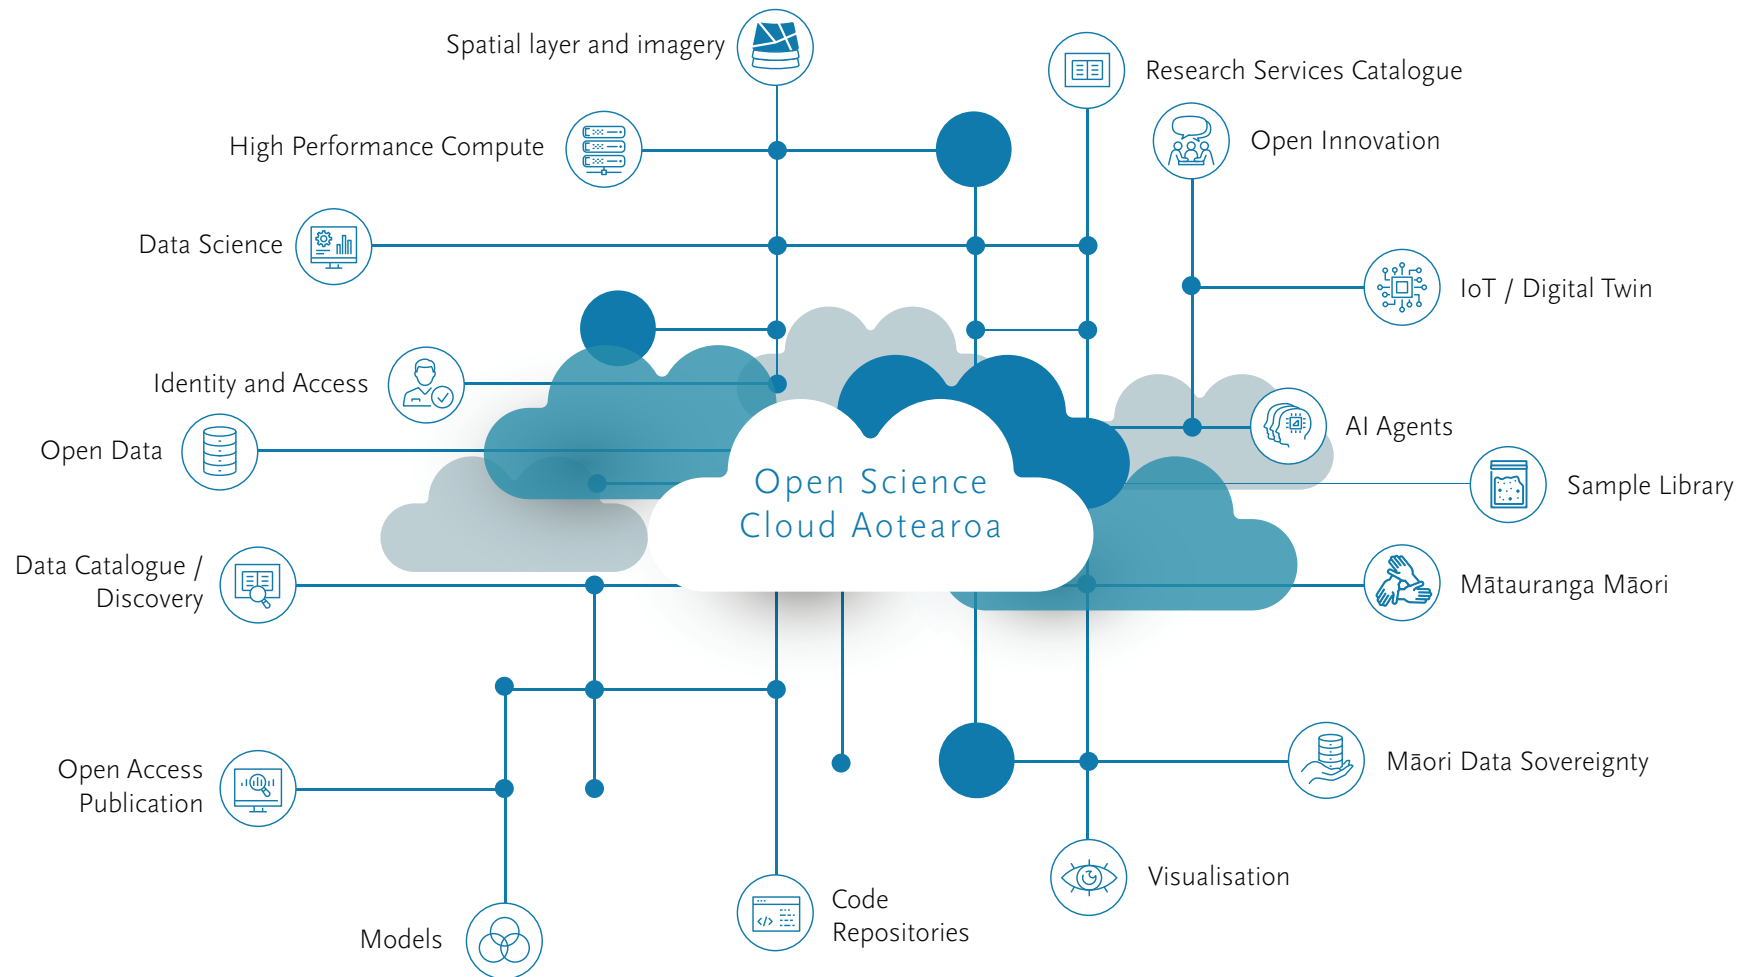 Spatial layer and imagery
Research Services Catalogue
High Performance Compute
Open Innovation
Data Science
IoT / Digital Twin
Identity and Access
AI Agents
Open Data
Open Science
Cloud Aotearoa
Sample Library
Data Catalogue /
Discovery
Mātauranga Māori
Open Access
Publication
Māori Data Sovereignty
Visualisation
Code
Repositories
Models